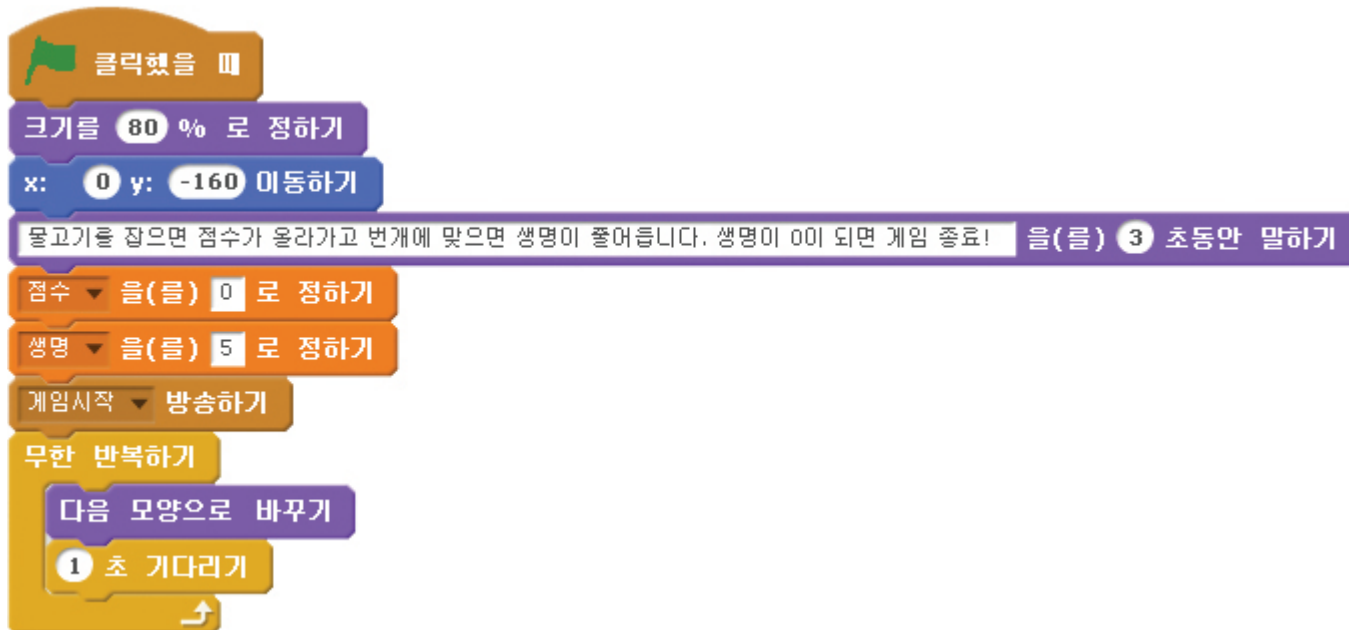 클릭했을 때
크기를 80 % 로 정하기
x: 0 y: -160 이동하기
물고기를 잡으면 점수가 올라가고 번개에 맞으면 생명이 줄어듭니다. 생명이 0이 되면 게임 종료! 을(를) 3 초동안 말하기
점수 을(를) 0 로 정하기
생명 을(를) 5 로 정하기
게임시작 방송하기
무한 반복하기
다음 모양으로 바꾸기
1 초 기다리기